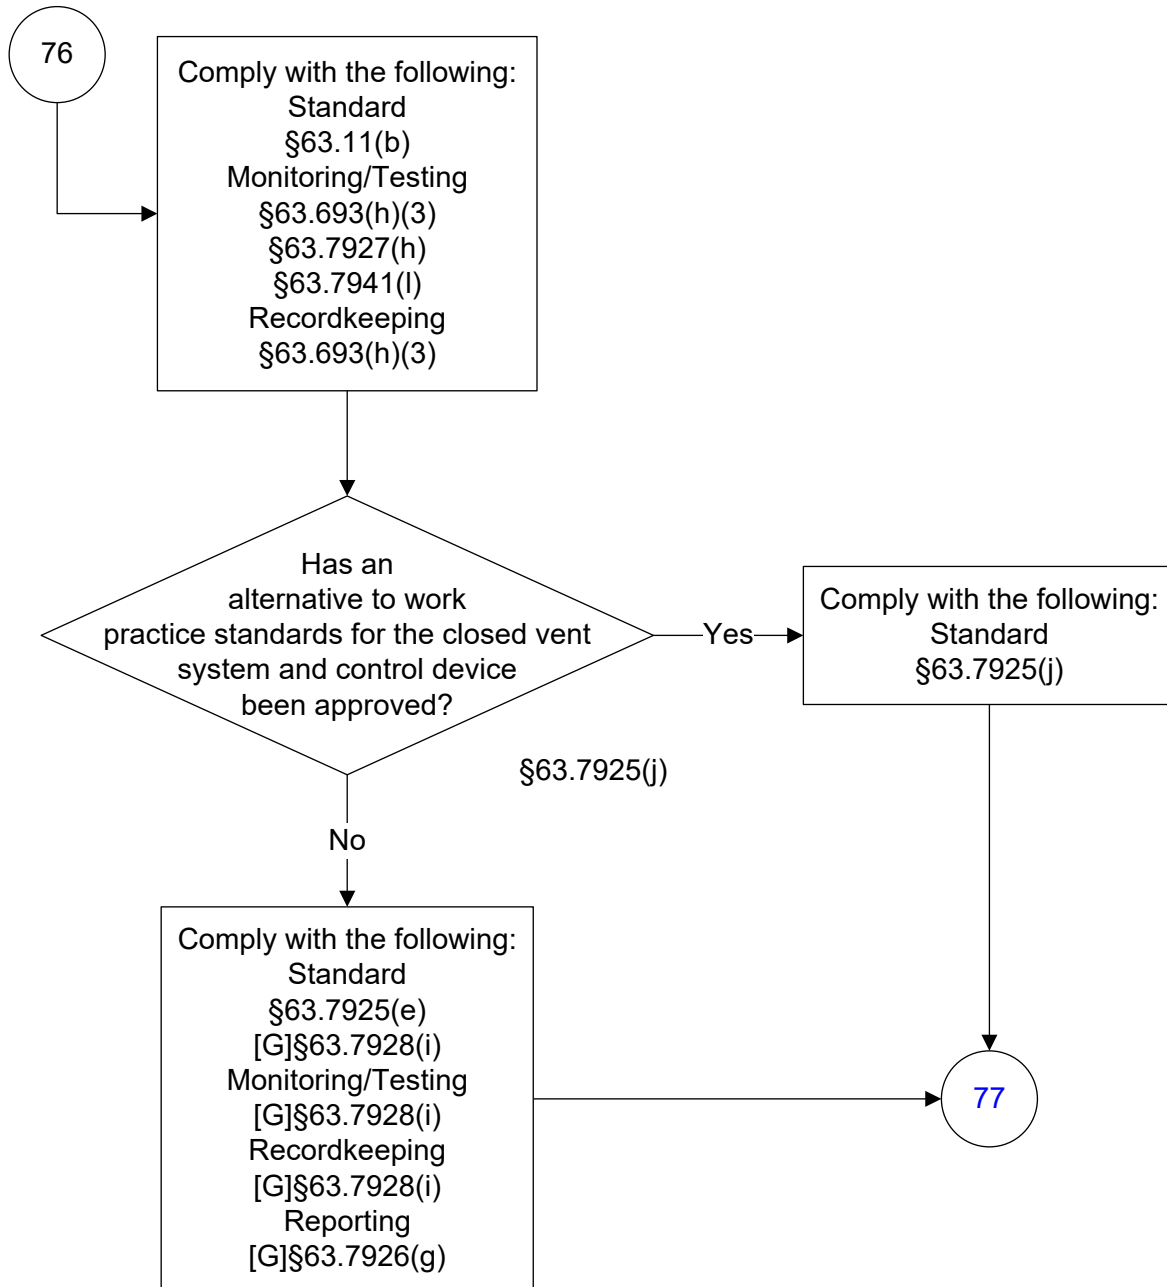 76
Comply with the following:
Standard
§63.11(b)
Monitoring/Testing
§63.693(h)(3)
§63.7927(h)
§63.7941(l)
Recordkeeping
§63.693(h)(3)
Has an
alternative to work
practice standards for the closed vent
system and control device
been approved?
Yes
Comply with the following:
Standard
§63.7925(j)
§63.7925(j)
No
Comply with the following:
Standard
§63.7925(e)
[G]§63.7928(i)
Monitoring/Testing
[G]§63.7928(i)
Recordkeeping
[G]§63.7928(i)
Reporting
[G]§63.7926(g)
77